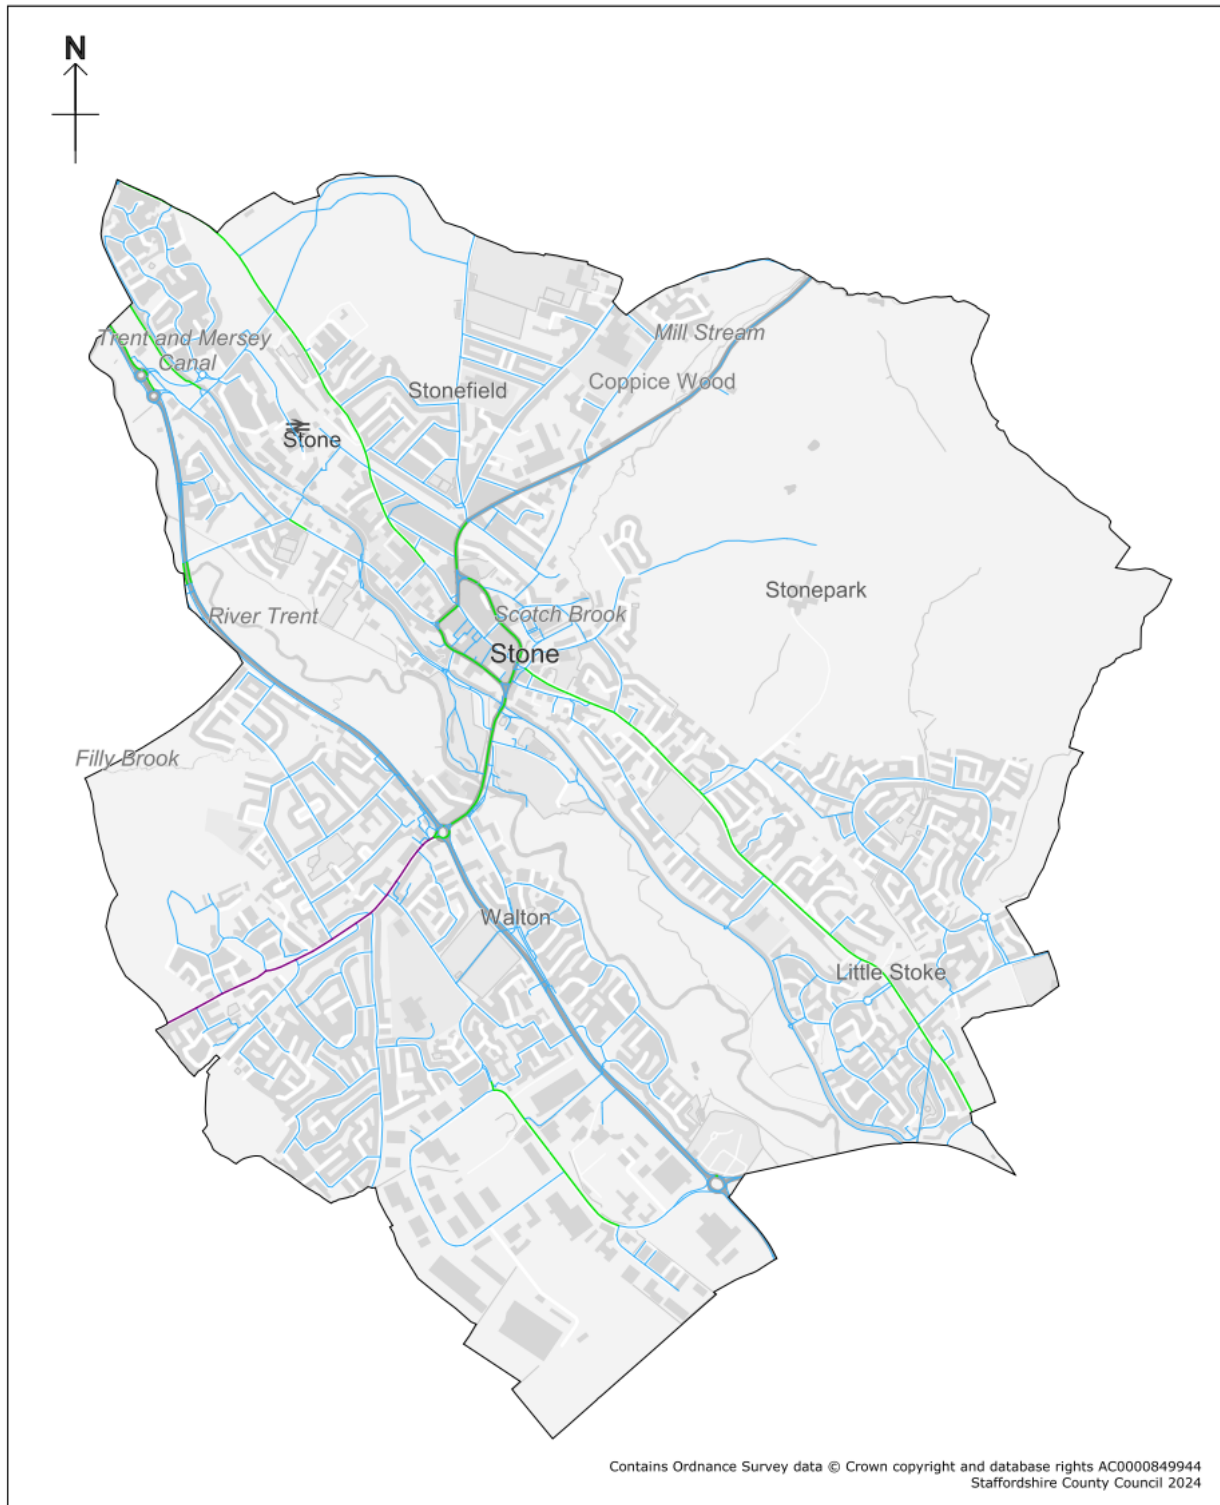 N
Trent and Mersey
Canal
Mill Stream
Coppice Wood
Stonefield
Stone
Stonepark
Scotch Brook
River Trent
Stone
Filly Brook
Walton
Little Stoke
Contains Ordnance Survey data © Crown copyright and database rights AC0000849944
Staffordshire County Council 2024